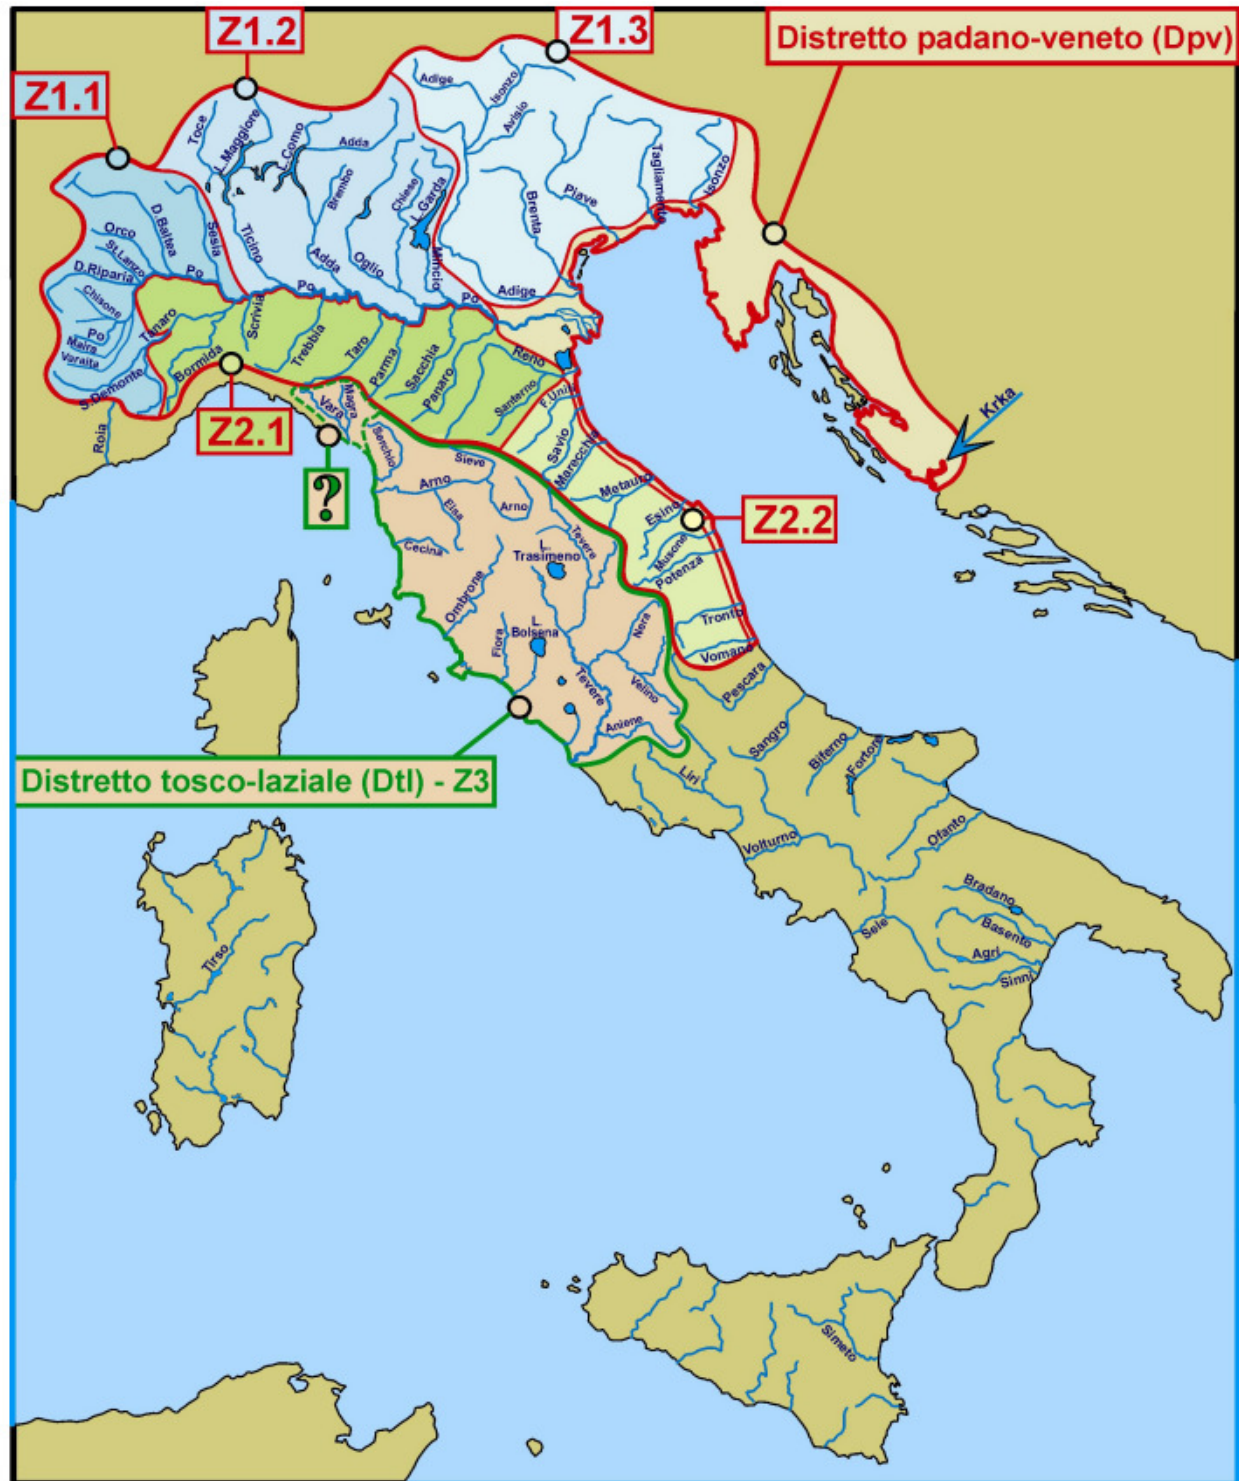 Z1.2
Z1.3
Distretto padano-veneto (Dpv)
Z1.1
Adige
Isonzo
Avisio
Toce
L. Maggiore
L. Como
Adda
Brembo
Chiese
L. Garda
Tagliamento
Isonzo
Piave
Brenta
Orco
D.Baltea
St.Lanzo
Sesia
Ticino
D.Riparia
Po
Adda
Oglio
Mincio
Chisone
Po
Po
Adige
Po
Maira
Varaita
Tanaro
Scrivia
Trebbia
Taro
Parma
Secchia
Panaro
Reno
Santerno
F.Uniti
Bormida
S.Demonte
Krka
Roia
Z2.1
Vara
Magra
Serchio
Savio
Marecchia
Sieve
Arno
Metauro
?
Elsa
Arno
Esino
Z2.2
Cecina
Tevere
Musone
L.
Trasimeno
Potenza
Ombrone
Fiora
L.
Bolsena
Nera
Tronto
Vomano
Tevere
Velino
Pescara
Aniene
Sangro
Biferno
Fortore
Distretto tosco-laziale (Dtl) - Z3
Liri
Volturno
Ofanto
Bradano
Sele
Basento
Agri
Sinni
Tirso
Simeto